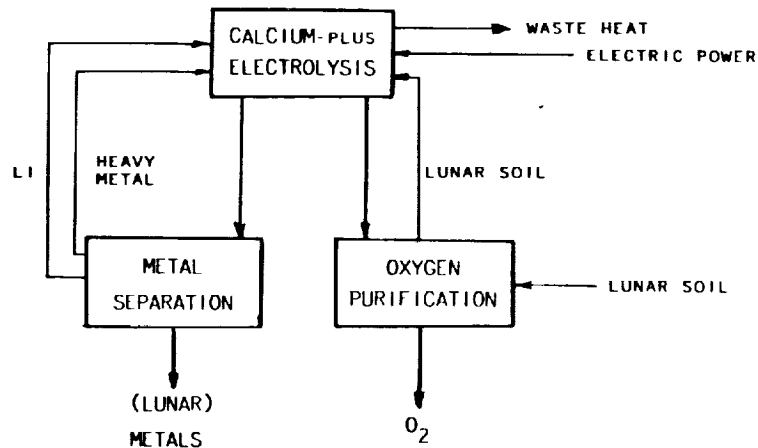 CALCIUM-PLUS
ELECTROLYSIS
WASTE HEAT
ELECTRIC POWER
LI
HEAVY
METAL
LUNAR SOIL
METAL
SEPARATION
OXYGEN
PURIFICATION
LUNAR SOIL
(LUNAR)
METALS
O₂